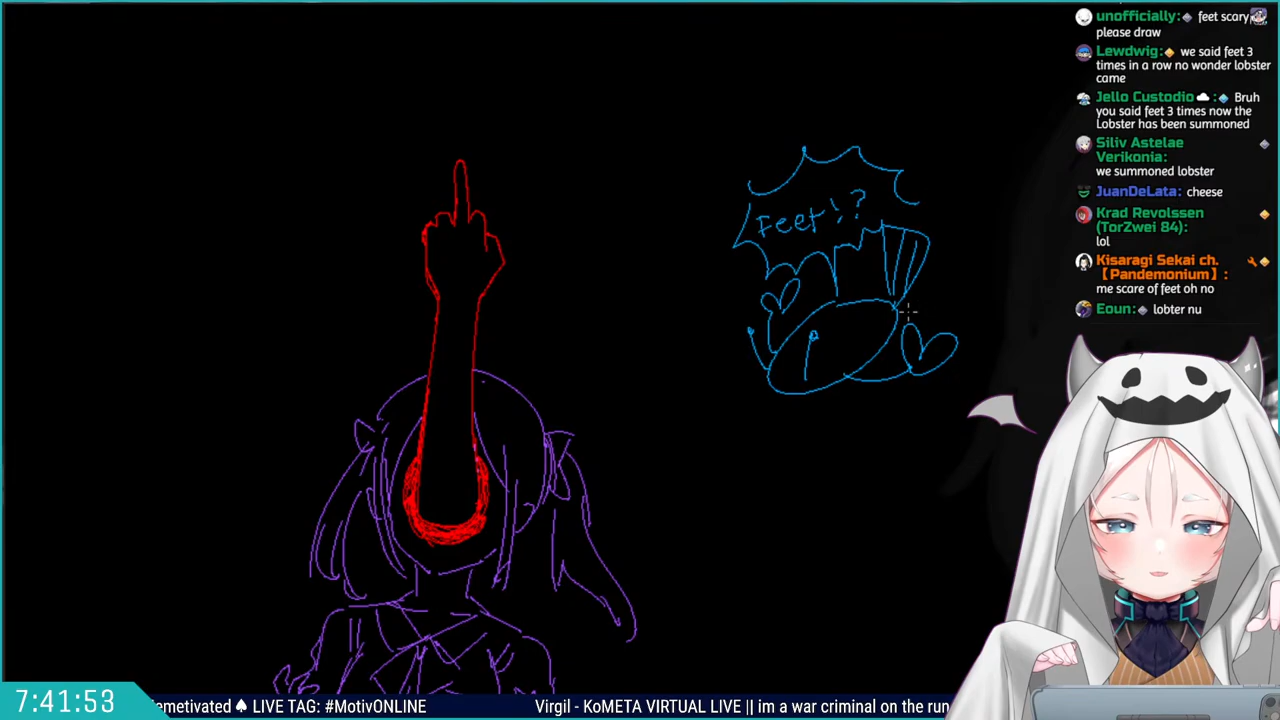 unofficially: feet scary
please draw
Lewdwig: we said feet 3
times in a row no wonder lobster
came
Jello Custodio : Bruh
you said feet 3 times now the
Lobster has been summoned
Siliv Astelae
Verikonia:
we summoned lobster
JuanDeLata: cheese
Krad Revolssen
(TorZwei 84):
lol
Kisaragi Sekai ch.
【Pandemonium】:
me scare of feet oh no
Eoun: lobter nu
Feet!?
7:41:53
emetivated ♠ LIVE TAG: #MotivONLINE
Virgil - KoMETA VIRTUAL LIVE || im a war criminal on the run